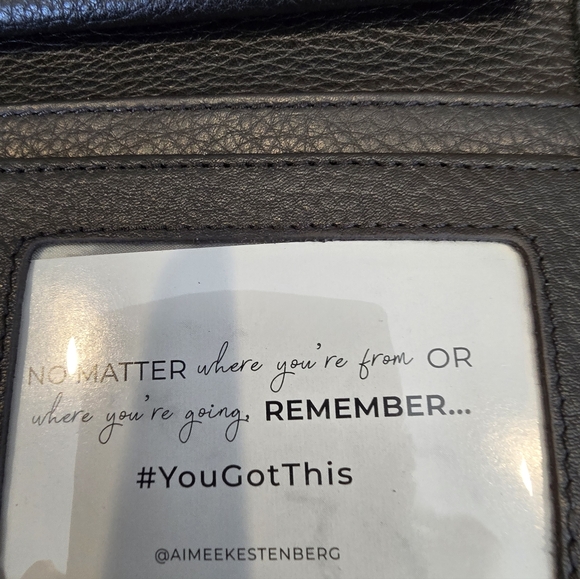 NO MATTER where you're from OR
where you're going, REMEMBER...
#YouGotThis
@AIMEEKESTENBERG